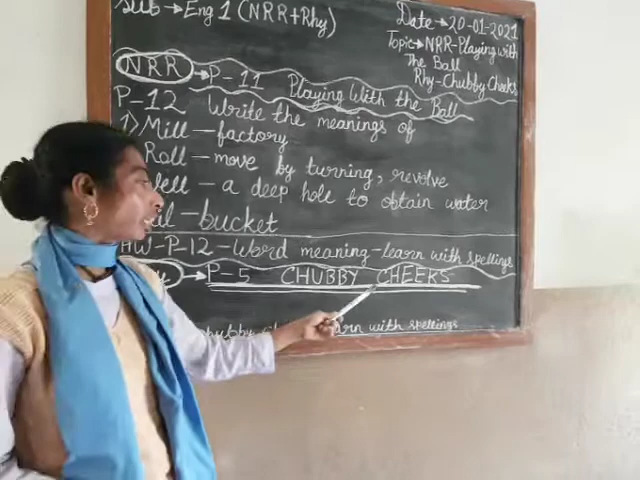 Sub→Eng 1 (NRR+Rhy)
Date→20-01-2021
Topic→NRR-Playing with
The Ball
Rhy-Chubby Cheeks
NRR→P-11 Playing With the Ball
P-12 Write the meanings of
1) Mill – factory
Roll – move by turning, revolve
Well – a deep hole to obtain water
– bucket
HW-P-12-Word meaning-learn with spellings
→P-5 CHUBBY CHEEKS
learn with spellings